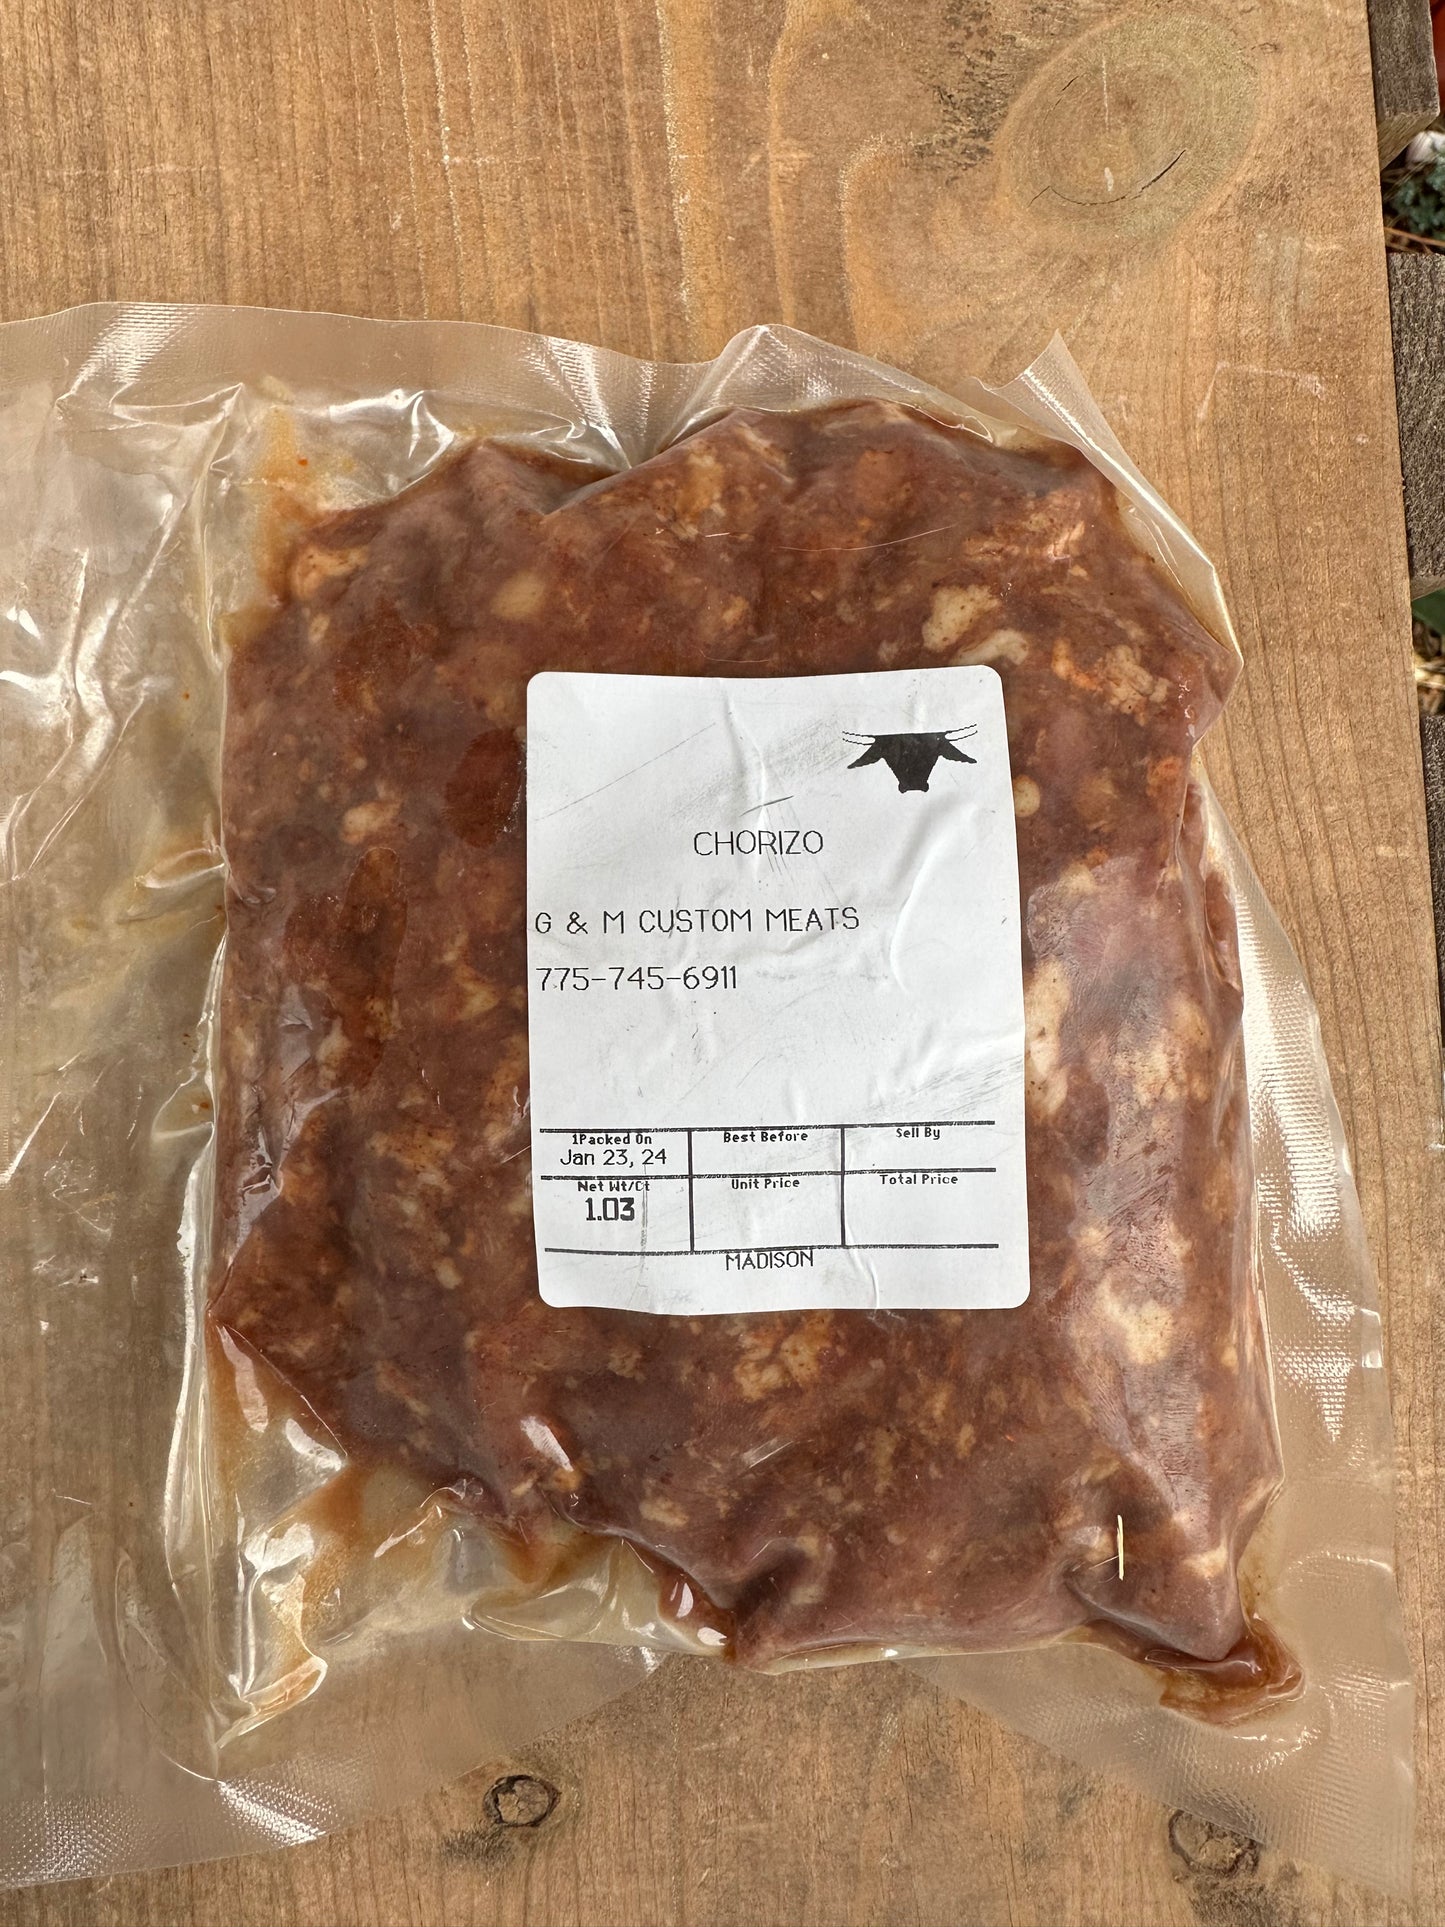 CHORIZO
G & M CUSTOM MEATS
775-745-6911
1Packed On Best Before Sell By
Jan 23, 24
Net Wt/Ct Unit Price Total Price
1.03
MADISON